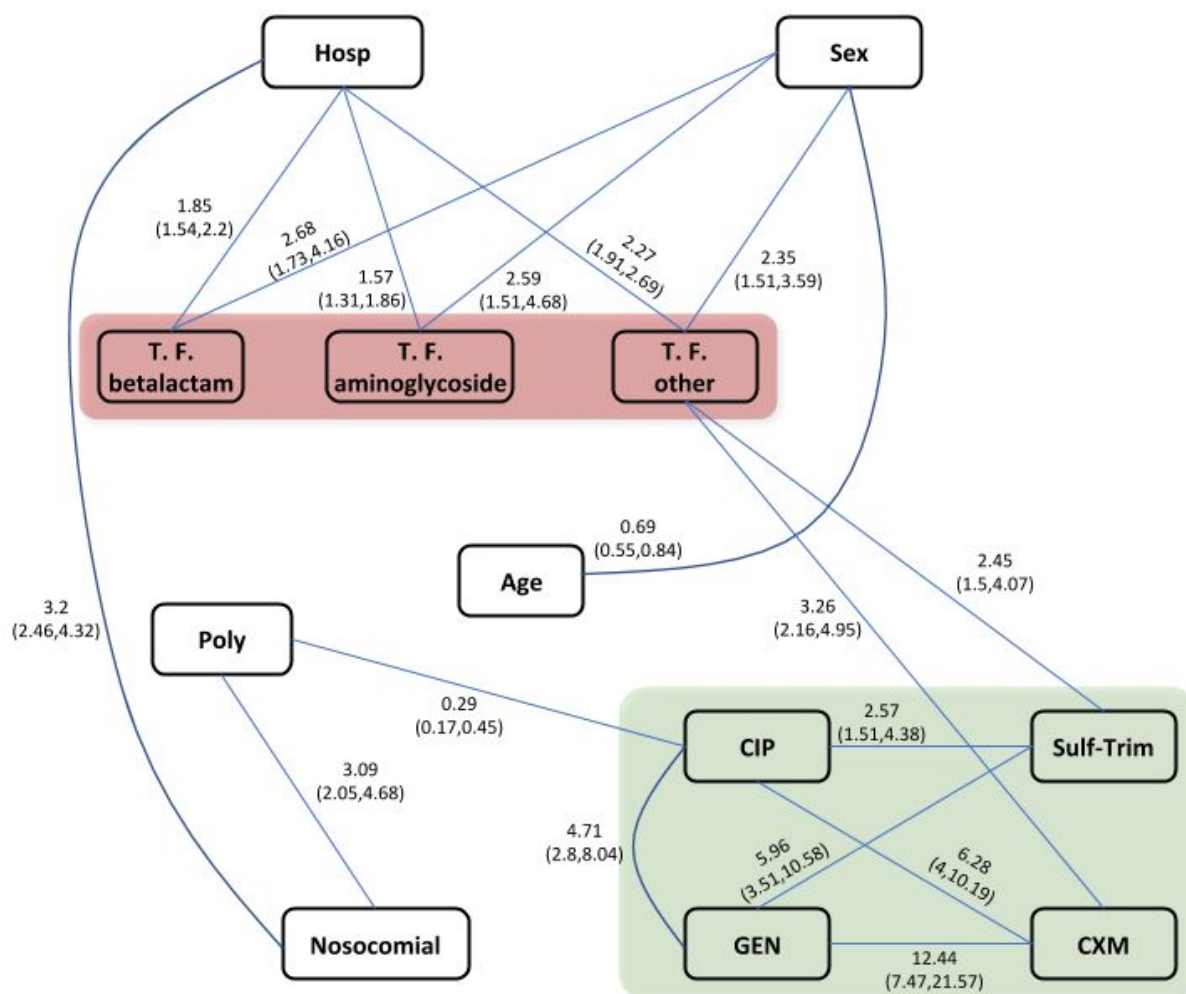 Hosp
Sex
1.85
(1.54,2.2)
2.68
(1.73,4.16)
1.57
(1.31,1.86)
2.59
(1.51,4.68)
2.27
(1.91,2.69)
2.35
(1.51,3.59)
T. F.
betalactam
T. F.
aminoglycoside
T. F.
other
0.69
(0.55,0.84)
Age
2.45
(1.5,4.07)
3.26
(2.16,4.95)
3.2
(2.46,4.32)
Poly
0.29
(0.17,0.45)
CIP
2.57
(1.51,4.38)
Sulf-Trim
3.09
(2.05,4.68)
4.71
(2.8,8.04)
5.96
(3.51,10.58)
6.28
(4,10.19)
Nosocomial
GEN
CXM
12.44
(7.47,21.57)